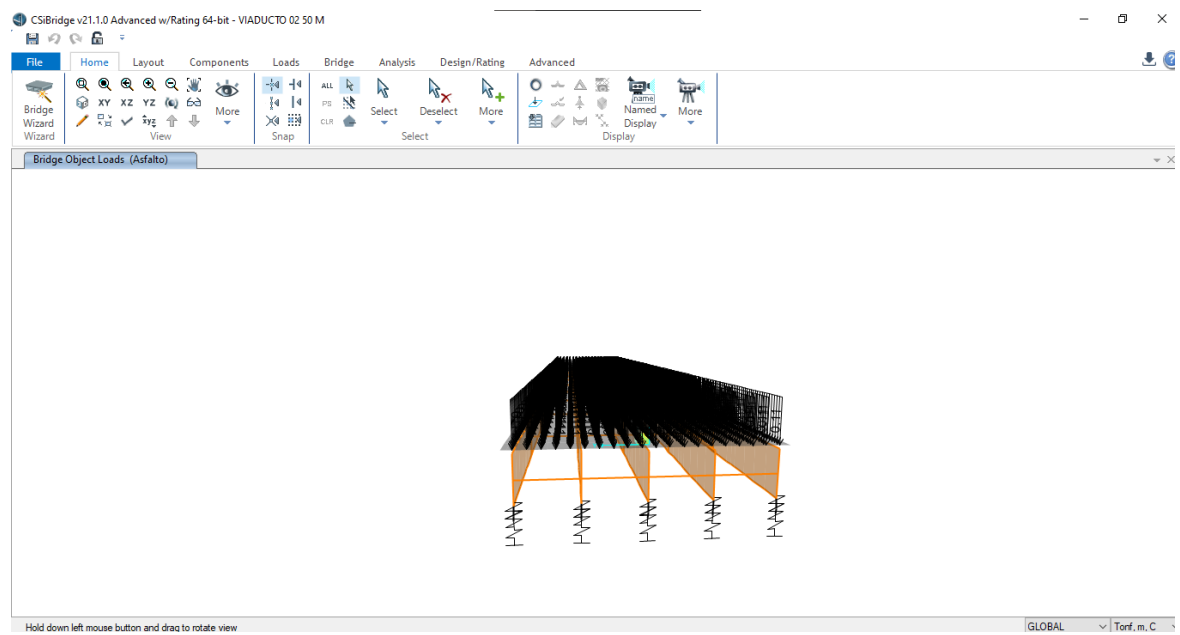 CSiBridge v21.1.0 Advanced w/Rating 64-bit - VIADUCTO 02 50 M
File Home Layout Components Loads Bridge Analysis Design/Rating Advanced
Bridge
Wizard
Wizard
XY XZ YZ
xyz
More
View
Snap
ALL
PS
CLR
Select
Deselect
More
Select
name
Named
Display
More
Display
Bridge Object Loads (Asfalto)
Hold down left mouse button and drag to rotate view
GLOBAL
Tonf, m, C